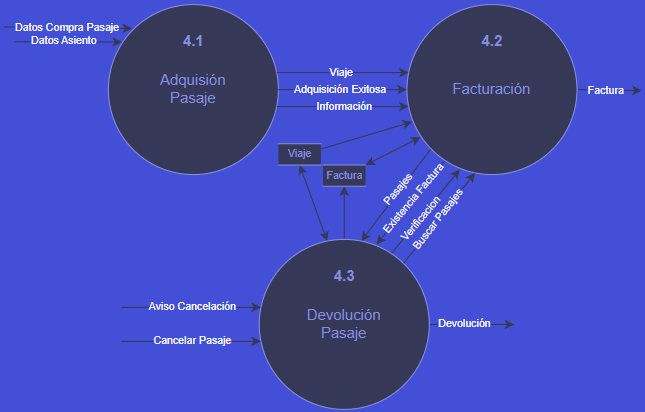 Datos Compra Pasaje
Datos Asiento
4.1
Adquisión
Pasaje
Viaje
Adquisición Exitosa
Información
4.2
Facturación
Factura
Viaje
Factura
Pasajes
Existencia Factura
Verificacion
Buscar Pasajes
4.3
Devolución
Pasaje
Aviso Cancelación
Cancelar Pasaje
Devolución